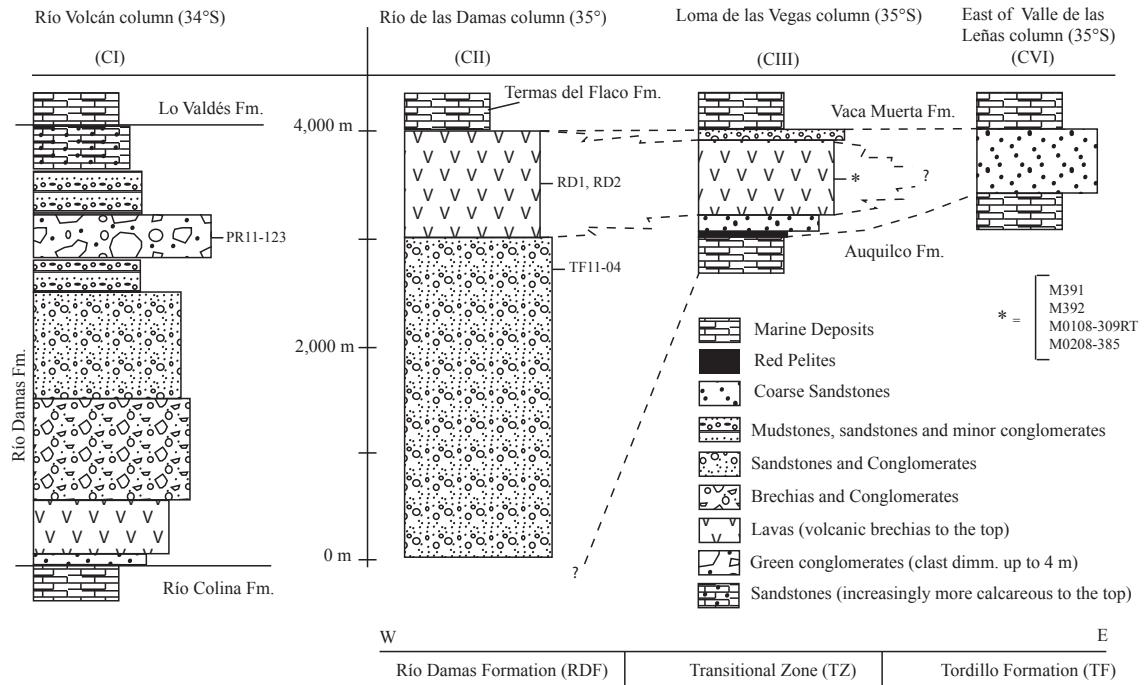 Río Volcán column (34°S)
(CI)
Río de las Damas column (35°)
(CII)
Loma de las Vegas column (35°S)
(CIII)
East of Valle de las
Leñas column (35°S)
(CVI)
Lo Valdés Fm.
PR11-123
Río Damas Fm.
Río Colina Fm.
4,000 m
2,000 m
0 m
Termas del Flaco Fm.
RD1, RD2
TF11-04
?
Vaca Muerta Fm.
*
?
Auquilco Fm.
* =
M391
M392
M0108-309RT
M0208-385
Marine Deposits
Red Pelites
Coarse Sandstones
Mudstones, sandstones and minor conglomerates
Sandstones and Conglomerates
Brechias and Conglomerates
Lavas (volcanic brechias to the top)
Green conglomerates (clast dimm. up to 4 m)
Sandstones (increasingly more calcareous to the top)
W
E
Río Damas Formation (RDF)
Transitional Zone (TZ)
Tordillo Formation (TF)